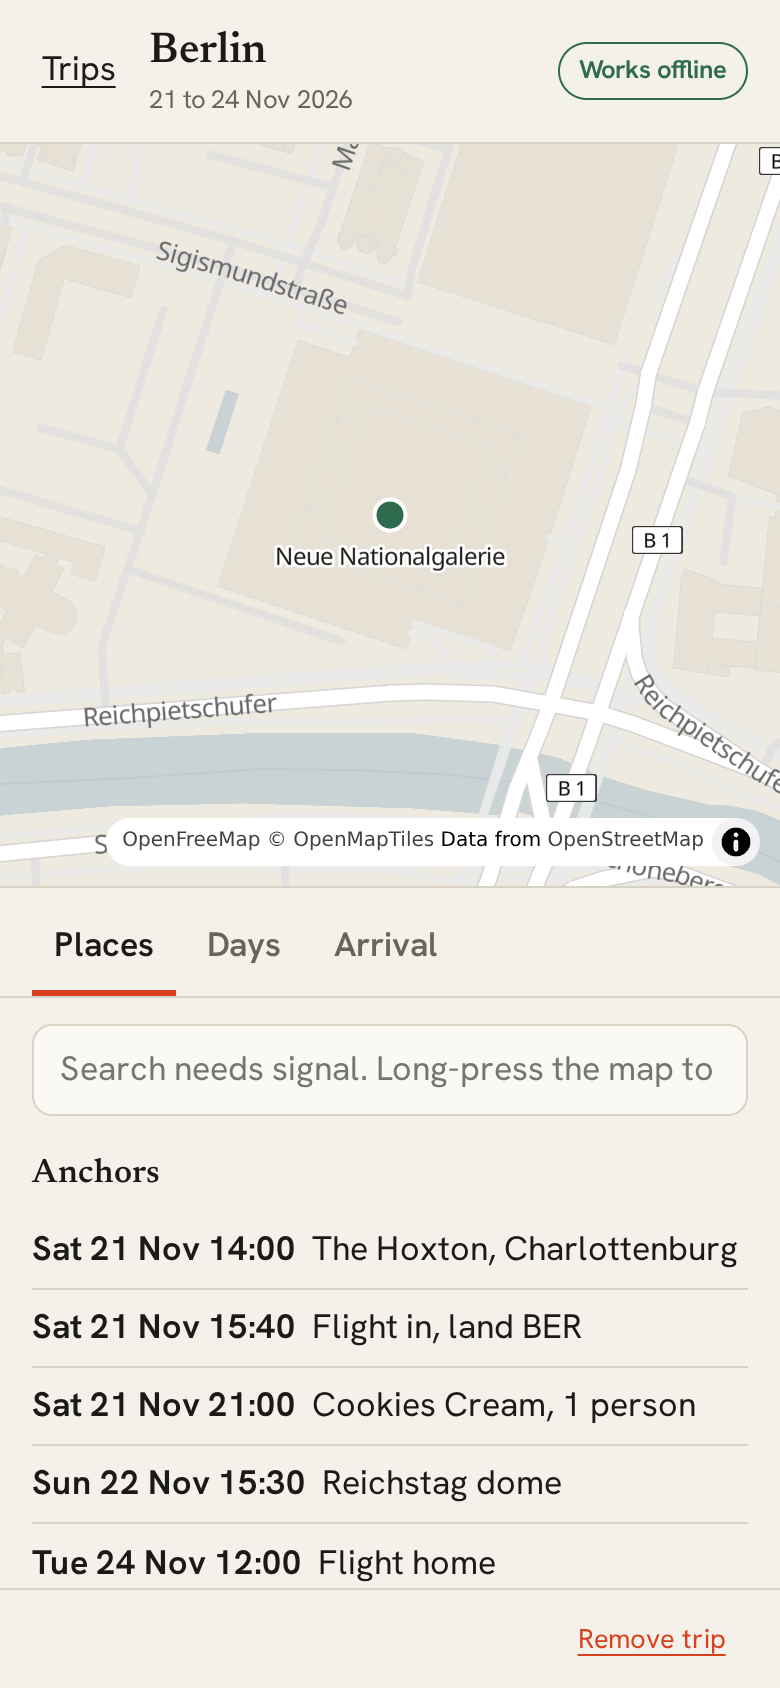 Trips
Berlin
21 to 24 Nov 2026
Works offline
Sigismundstraße
Neue Nationalgalerie
B 1
Reichpietschufer
B 1
OpenFreeMap © OpenMapTiles Data from OpenStreetMap
Places
Days
Arrival
Search needs signal. Long-press the map to
Anchors
Sat 21 Nov 14:00 The Hoxton, Charlottenburg
Sat 21 Nov 15:40 Flight in, land BER
Sat 21 Nov 21:00 Cookies Cream, 1 person
Sun 22 Nov 15:30 Reichstag dome
Tue 24 Nov 12:00 Flight home
Remove trip